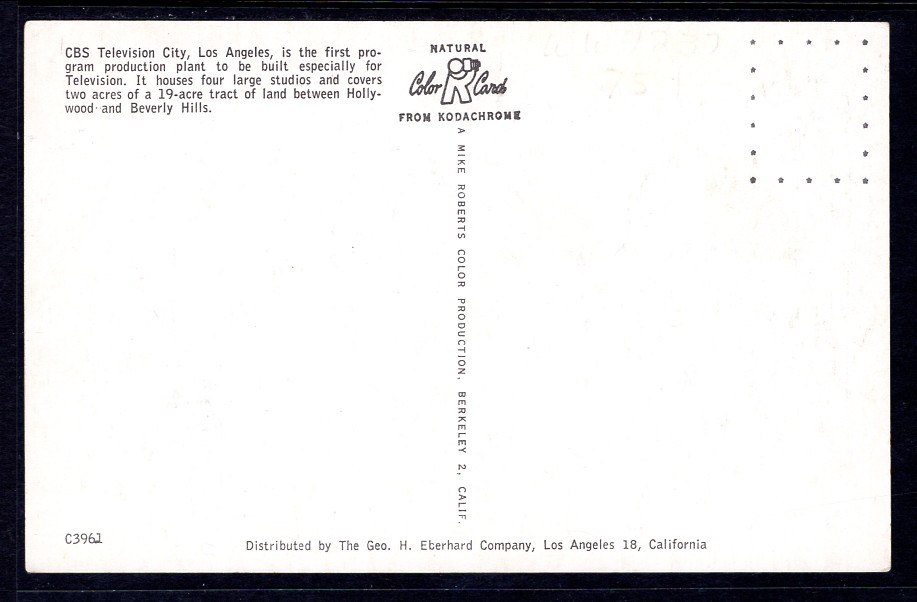 CBS Television City, Los Angeles, is the first pro-
gram production plant to be built especially for
Television. It houses four large studios and covers
two acres of a 19-acre tract of land between Holly-
wood and Beverly Hills.
NATURAL
Color Cards
FROM KODACHROME
A MIKE ROBERTS COLOR PRODUCTION, BERKELEY 2, CALIF.
C3961
Distributed by The Geo. H. Eberhard Company, Los Angeles 18, California